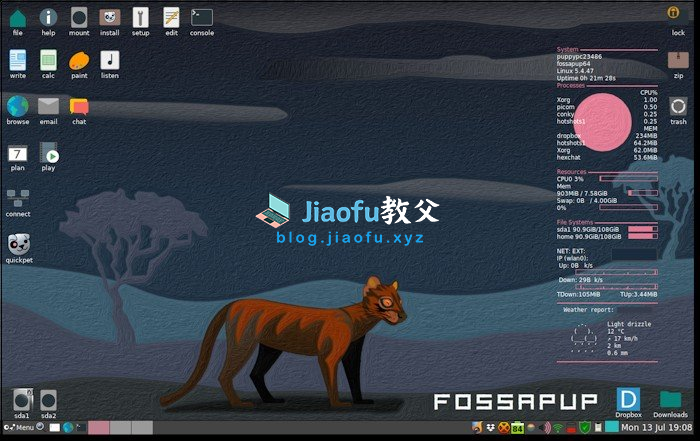 file help mount install setup edit console lock
write calc paint listen zip
browse email chat trash
plan 7 play
connect
quickpet
System
puppypc23486
fossapup64
Linux 5.4.47
Uptime 0h 21m 28s
Processes
CPU%
Xorg 1.00
picom 0.50
conky 0.25
hotshots1 0.25
MEM
dropbox 234MiB
hotshots1 64.2MiB
Xorg 62.0MiB
hexchat 53.6MiB
Resources
CPU0 3%
Mem
903MiB / 7.58GiB
Swap: 0B / 4.00GiB
0%
File Systems
sda1 90.9GiB/108GiB
home 90.9GiB/108GiB
NET: EXT:
IP (wlan0):
Up: 0B k/s
Down: 29B k/s
TDown:105MiB TUp:3.44MiB
Weather report:
Light drizzle
12 °C
↗ 17 km/h
2 km
0.6 mm
Jiaofu教父
blog.jiaofu.xyz
FOSSAPUP
sda1 sda2 Dropbox Downloads
Menu 84 Mon 13 Jul 19:08